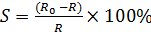 S = (R₀ −R)/R × 100%